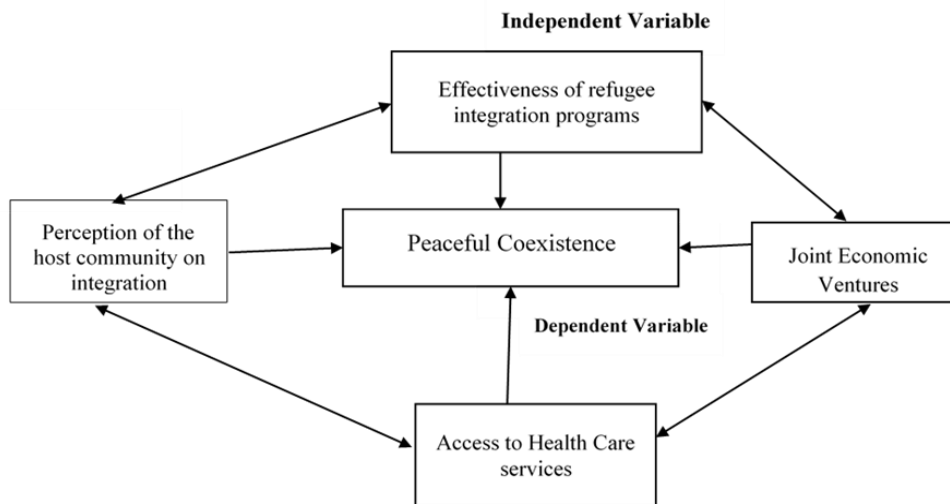 Independent Variable
Effectiveness of refugee
integration programs
Perception of the
host community on
integration
Peaceful Coexistence
Joint Economic
Ventures
Dependent Variable
Access to Health Care
services